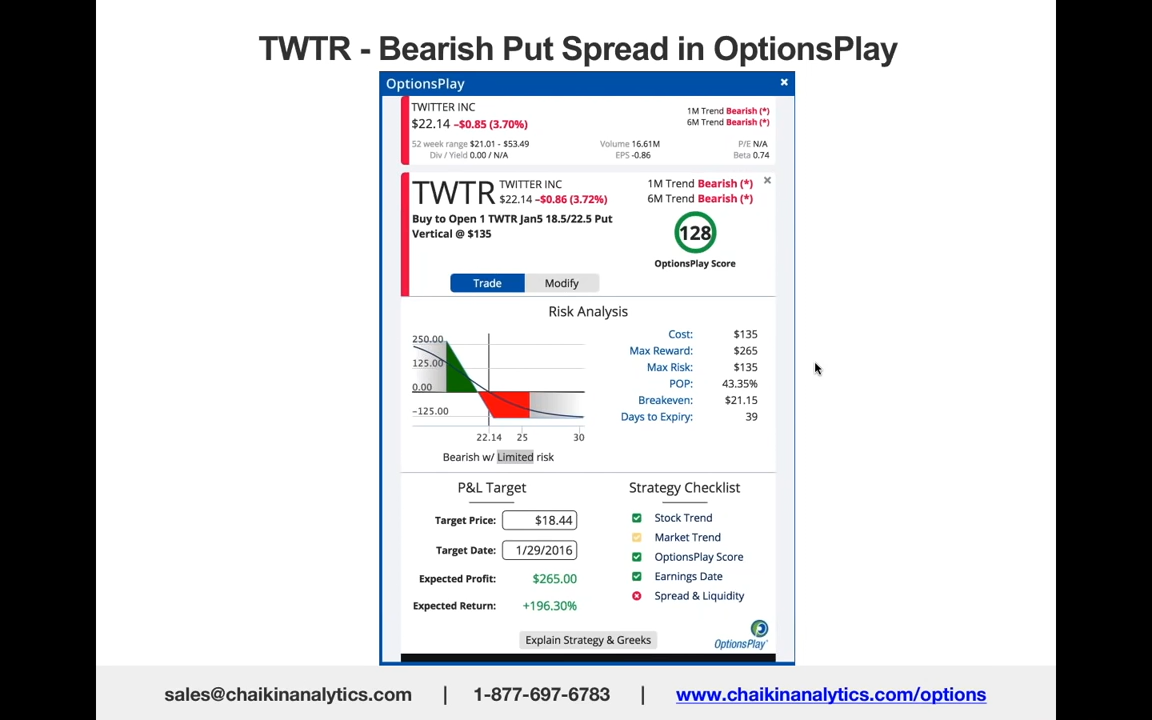 TWTR - Bearish Put Spread in OptionsPlay
OptionsPlay
TWITTER INC
$22.14 –$0.85 (3.70%)
1M Trend Bearish (*)
6M Trend Bearish (*)
52 week range $21.01 - $53.49
Volume 16.61M
P/E N/A
Div / Yield 0.00 / N/A
EPS -0.86
Beta 0.74
TWTR
TWITTER INC
$22.14 –$0.86 (3.72%)
1M Trend Bearish (*)
6M Trend Bearish (*)
Buy to Open 1 TWTR Jan5 18.5/22.5 Put
Vertical @ $135
128
OptionsPlay Score
Trade
Modify
Risk Analysis
250.00
125.00
0.00
–125.00
22.14 25 30
Bearish w/ Limited risk
Cost: $135
Max Reward: $265
Max Risk: $135
POP: 43.35%
Breakeven: $21.15
Days to Expiry: 39
P&L Target
Target Price: $18.44
Target Date: 1/29/2016
Expected Profit: $265.00
Expected Return: +196.30%
Strategy Checklist
Stock Trend
Market Trend
OptionsPlay Score
Earnings Date
Spread & Liquidity
Explain Strategy & Greeks
OptionsPlay
sales@chaikinanalytics.com | 1-877-697-6783 | www.chaikinanalytics.com/options